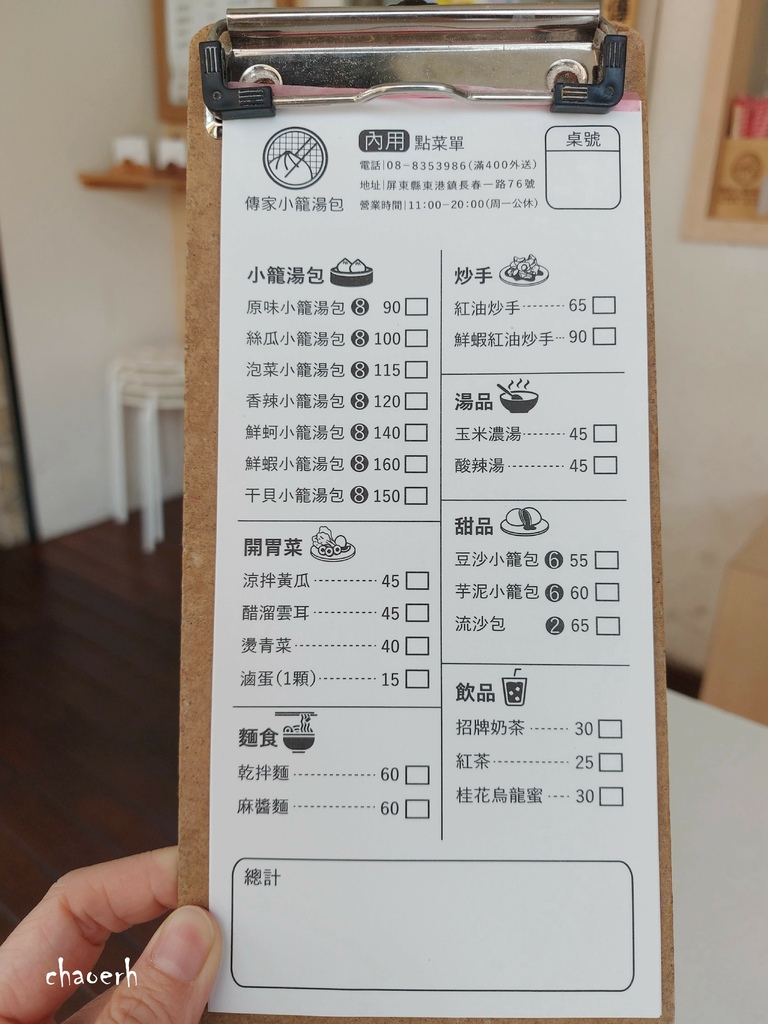 傳家小籠湯包
內用 點菜單
電話|08-8353986(滿400外送)
地址|屏東縣東港鎮長春一路76號
營業時間|11:00-20:00(周一公休)
桌號
小籠湯包
原味小籠湯包 8 90
絲瓜小籠湯包 8 100
泡菜小籠湯包 8 115
香辣小籠湯包 8 120
鮮蚵小籠湯包 8 140
鮮蝦小籠湯包 8 160
干貝小籠湯包 8 150
開胃菜
涼拌黃瓜 45
醋溜雲耳 45
燙青菜 40
滷蛋(1顆) 15
麵食
乾拌麵 60
麻醬麵 60
炒手
紅油炒手 65
鮮蝦紅油炒手 90
湯品
玉米濃湯 45
酸辣湯 45
甜品
豆沙小籠包 6 55
芋泥小籠包 6 60
流沙包 2 65
飲品
招牌奶茶 30
紅茶 25
桂花烏龍蜜 30
總計
chaoerh